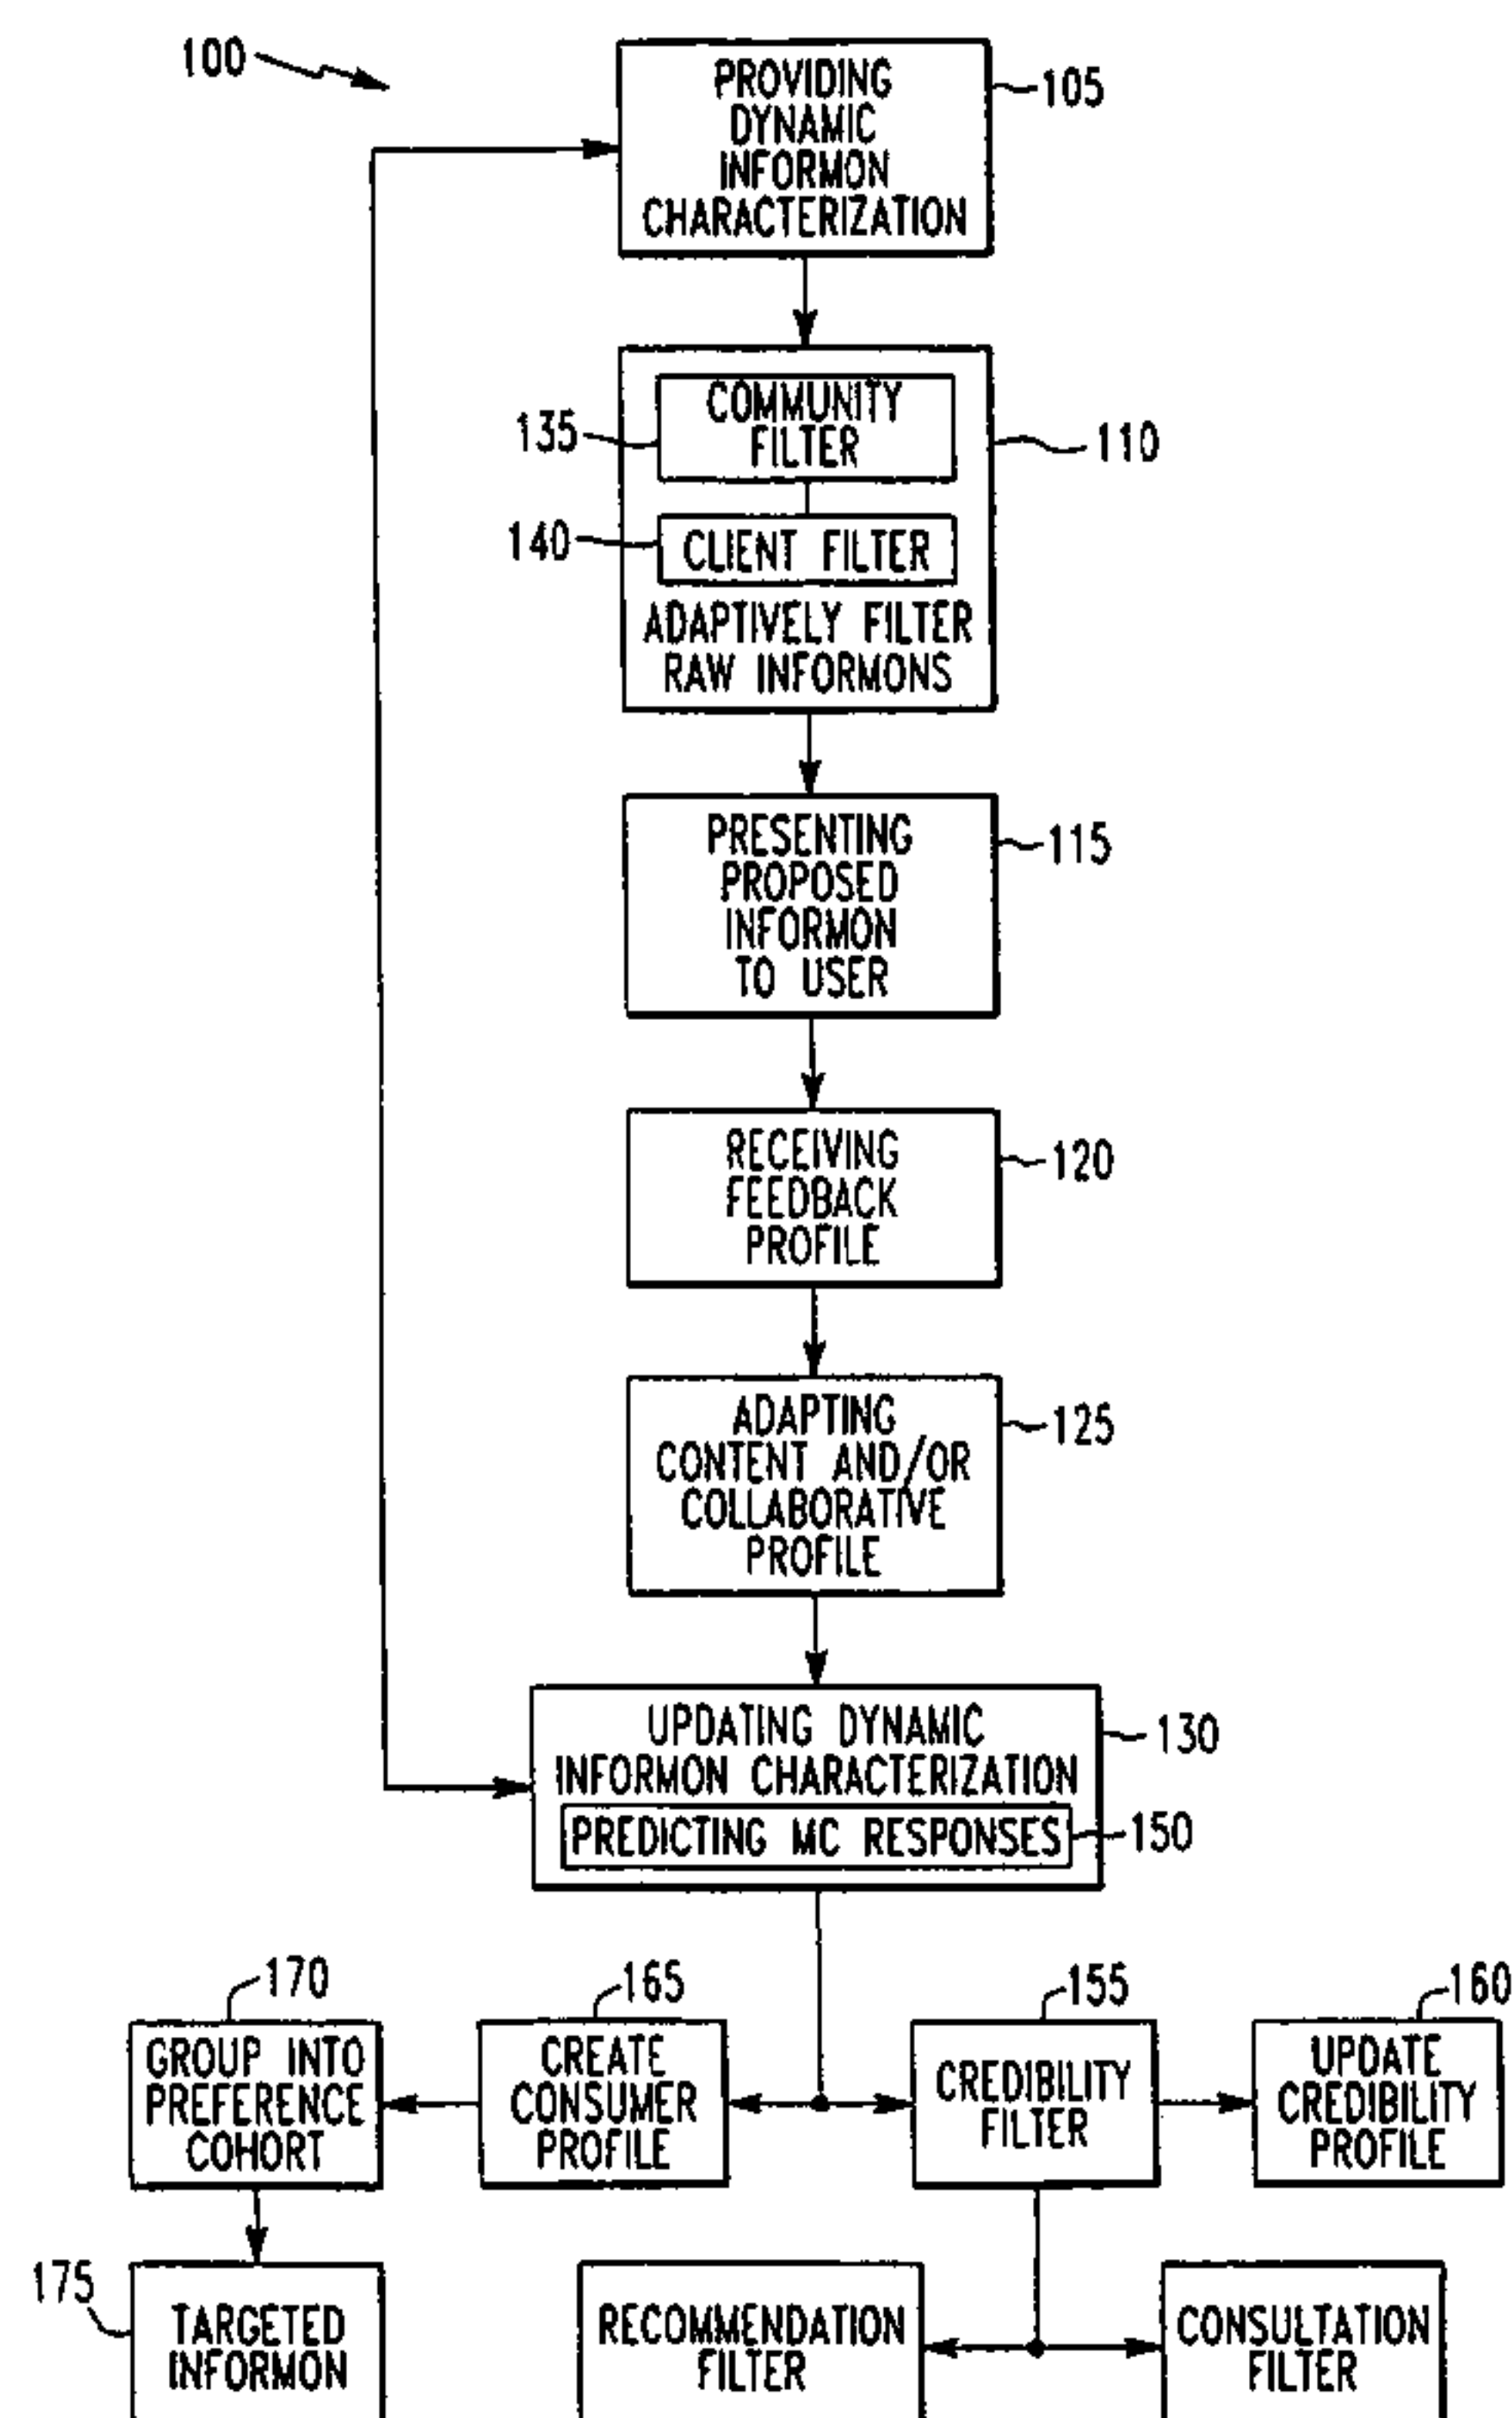 100
PROVIDING
DYNAMIC
INFORMON
CHARACTERIZATION
105
COMMUNITY
FILTER
135
110
140
CLIENT FILTER
ADAPTIVELY FILTER
RAW INFORMONS
PRESENTING
PROPOSED
INFORMON
TO USER
115
RECEIVING
FEEDBACK
PROFILE
120
ADAPTING
CONTENT AND/OR
COLLABORATIVE
PROFILE
125
UPDATING DYNAMIC
INFORMON CHARACTERIZATION
130
PREDICTING MC RESPONSES
150
170
165
155
160
GROUP INTO
PREFERENCE
COHORT
CREATE
CONSUMER
PROFILE
CREDIBILITY
FILTER
UPDATE
CREDIBILITY
PROFILE
175
TARGETED
INFORMON
RECOMMENDATION
FILTER
CONSULTATION
FILTER